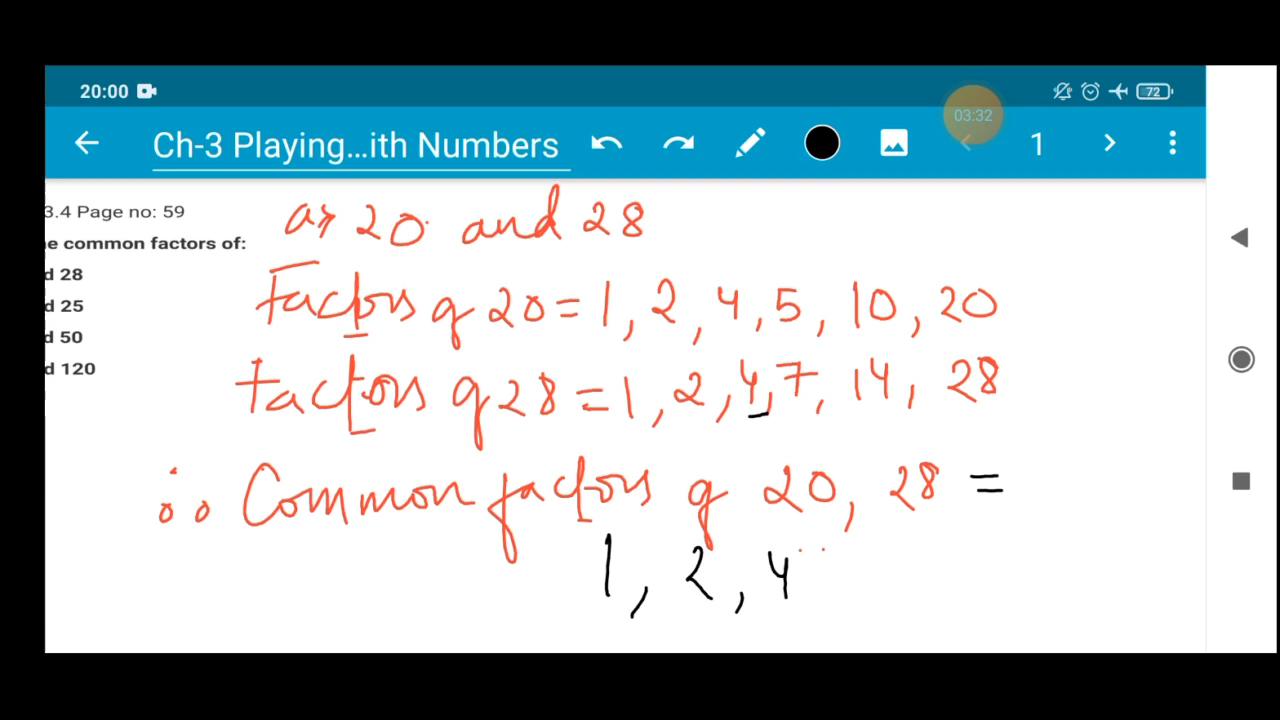 20:00 72
03:32
Ch-3 Playing...ith Numbers 1
3.4 Page no: 59
e common factors of:
d 28
d 25
d 50
d 120
a> 20 and 28
Factors of 20 = 1, 2, 4, 5, 10, 20
Factors of 28 = 1, 2, 4, 7, 14, 28
∴ Common factors of 20, 28 =
1, 2, 4